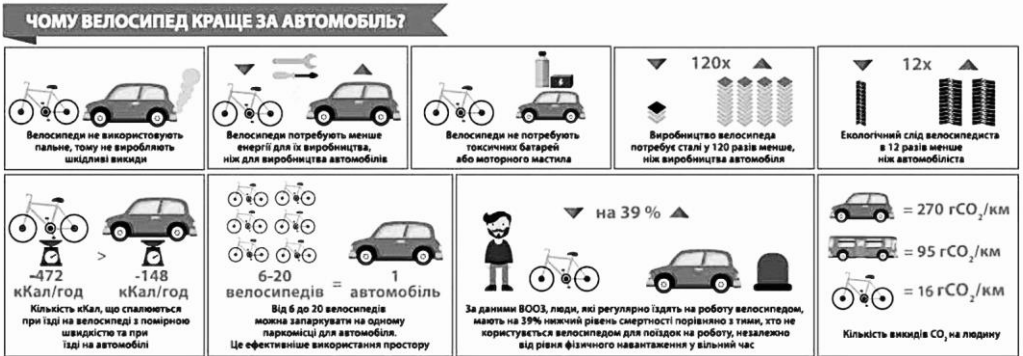 ЧОМУ ВЕЛОСИПЕД КРАЩЕ ЗА АВТОМОБІЛЬ?
Велосипеди не використовують
пальне, тому не виробляють
шкідливі викиди
Велосипеди потребують менше
енергії для їх виробництва,
ніж для виробництва автомобілів
Велосипеди не потребують
токсичних батарей
або моторного мастила
120x
Виробництво велосипеда
потребує сталі у 120 разів менше,
ніж виробництво автомобіля
12x
Екологічний слід велосипедиста
в 12 разів менше
ніж автомобіліста
-472 > -148
кКал/год кКал/год
Кількість кКал, що спалюються
при їзді на велосипеді з помірною
швидкістю та при
їзді на автомобілі
6-20 = 1
велосипедів автомобіль
Від 6 до 20 велосипедів
можна запаркувати на одному
паркомісці для автомобіля.
Це ефективніше використання простору
на 39 %
За даними ВООЗ, люди, які регулярно їздять на роботу велосипедом,
мають на 39% нижчий рівень смертності порівняно з тими, хто не
користується велосипедом для поїздок на роботу, незалежно
від рівня фізичного навантаження у вільний час
= 270 гCO₂/км
= 95 гCO₂/км
= 16 гCO₂/км
Кількість викидів CO₂ на людину